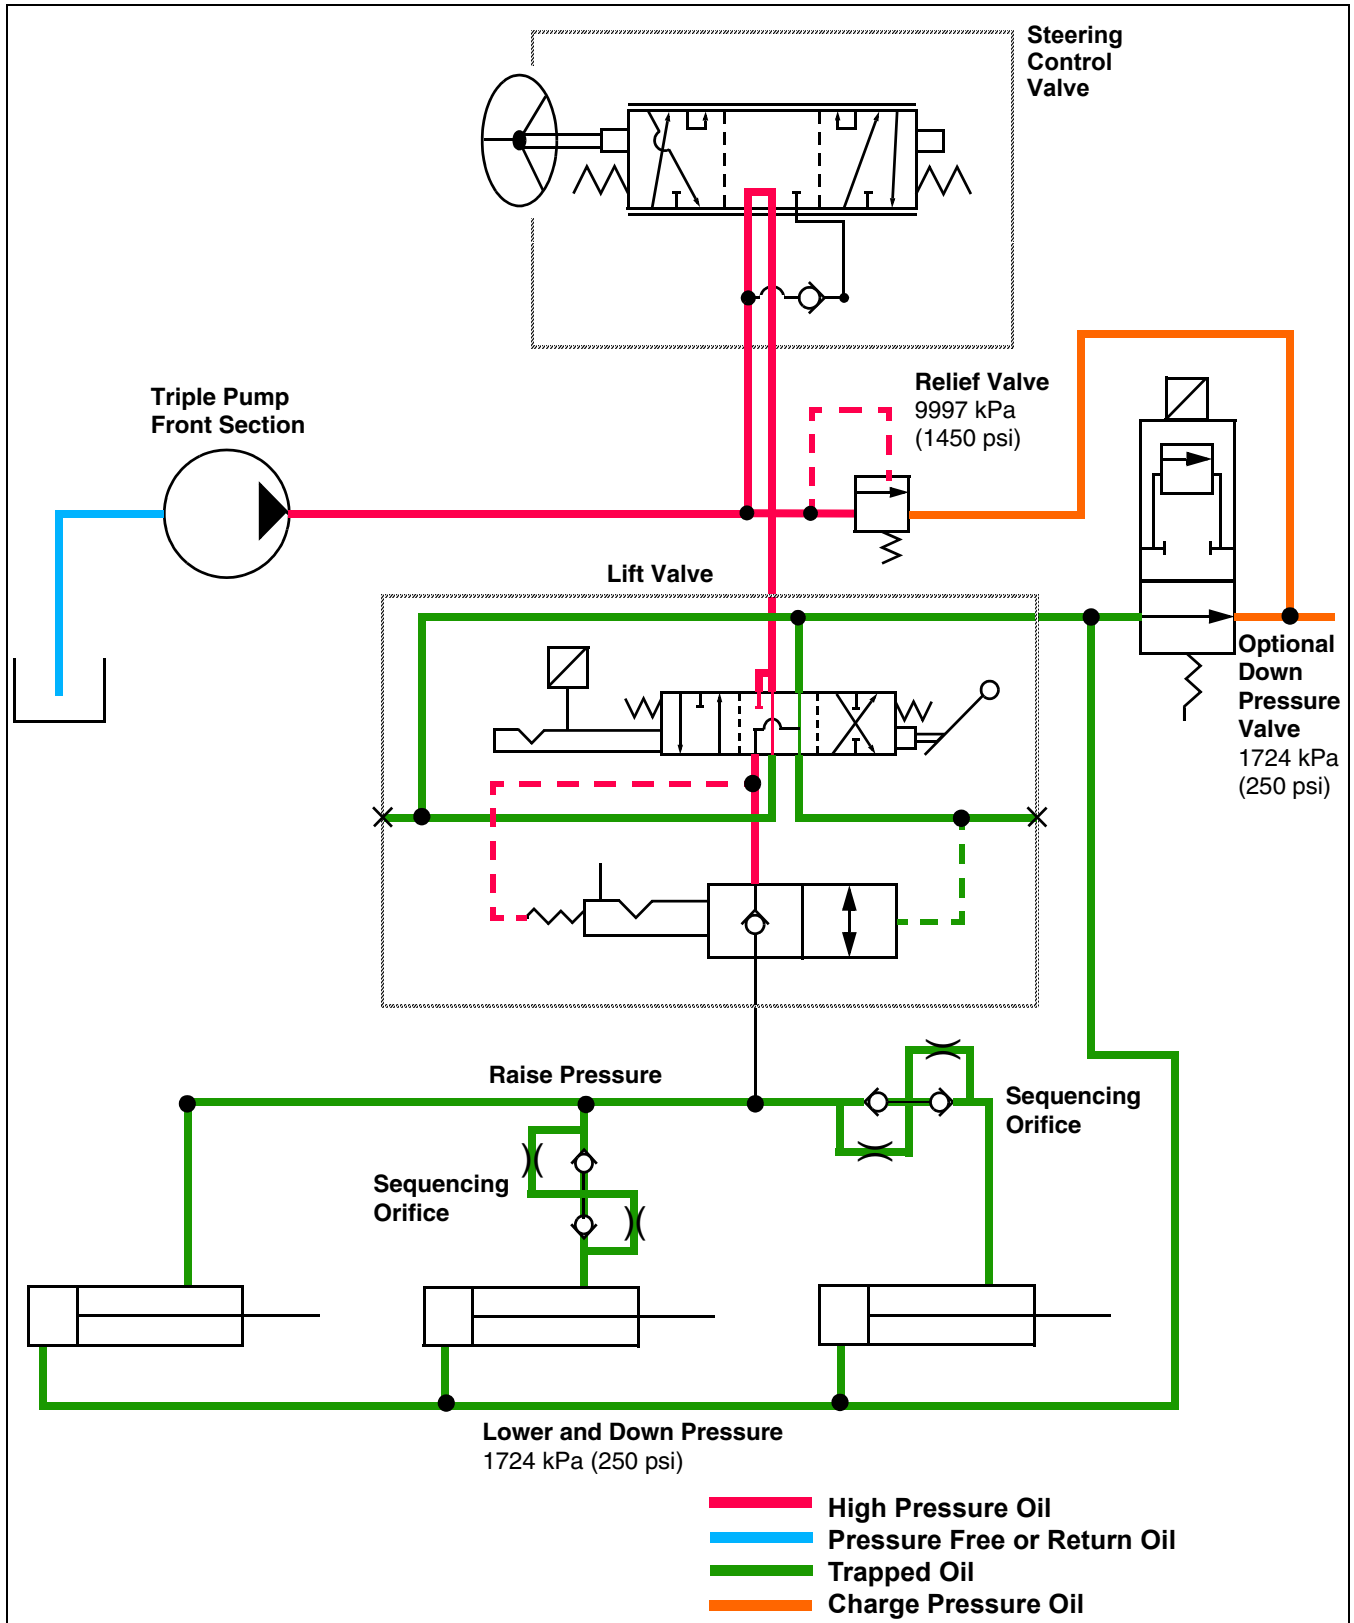 Steering
Control
Valve
Triple Pump
Front Section
Relief Valve
9997 kPa
(1450 psi)
Lift Valve
Optional
Down
Pressure
Valve
1724 kPa
(250 psi)
Raise Pressure
Sequencing
Orifice
Sequencing
Orifice
Lower and Down Pressure
1724 kPa (250 psi)
High Pressure Oil
Pressure Free or Return Oil
Trapped Oil
Charge Pressure Oil